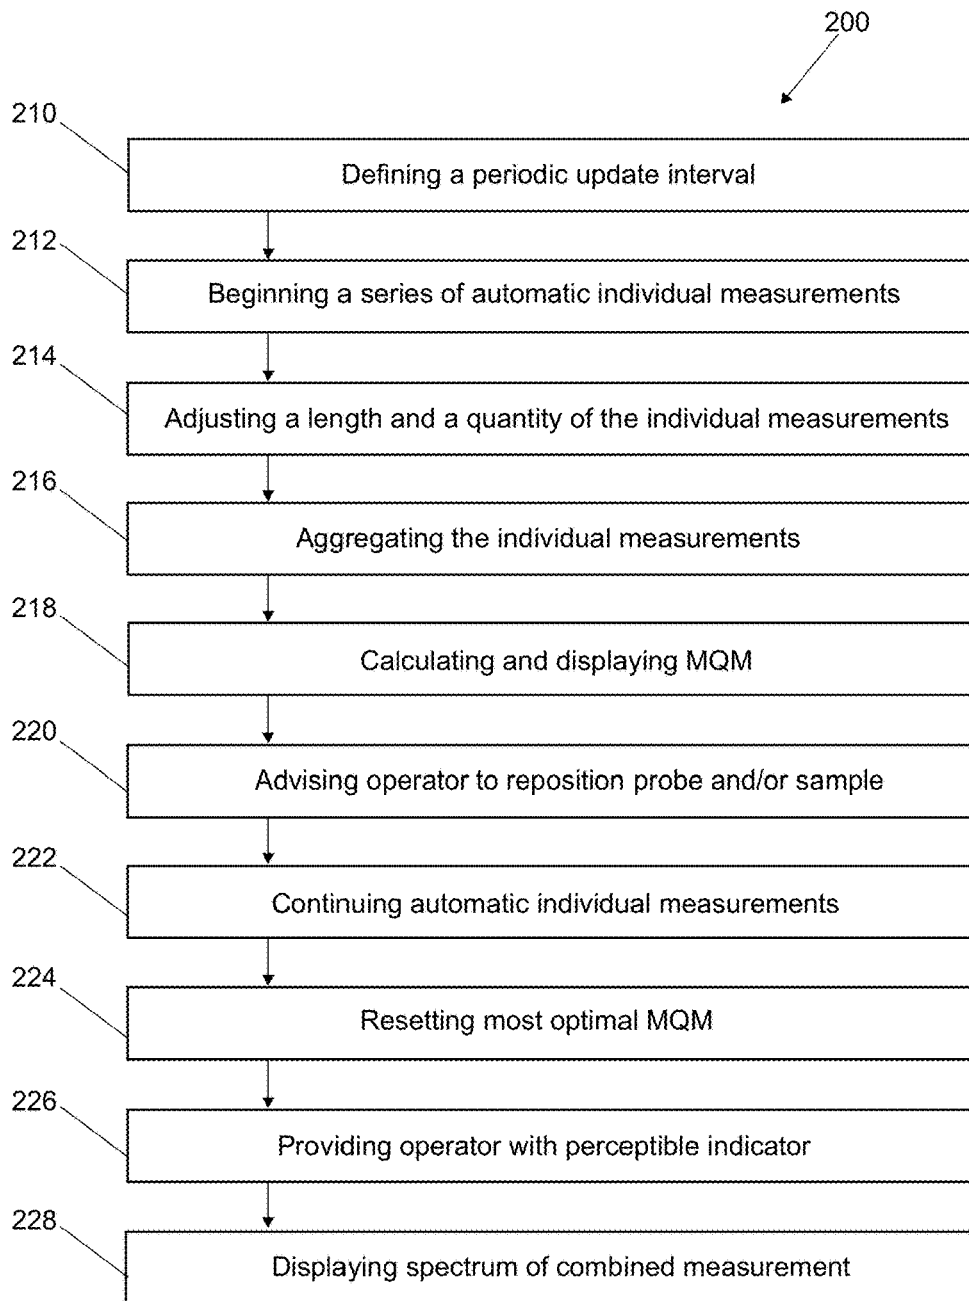 200
210
Defining a periodic update interval
212
Beginning a series of automatic individual measurements
214
Adjusting a length and a quantity of the individual measurements
216
Aggregating the individual measurements
218
Calculating and displaying MQM
220
Advising operator to reposition probe and/or sample
222
Continuing automatic individual measurements
224
Resetting most optimal MQM
226
Providing operator with perceptible indicator
228
Displaying spectrum of combined measurement